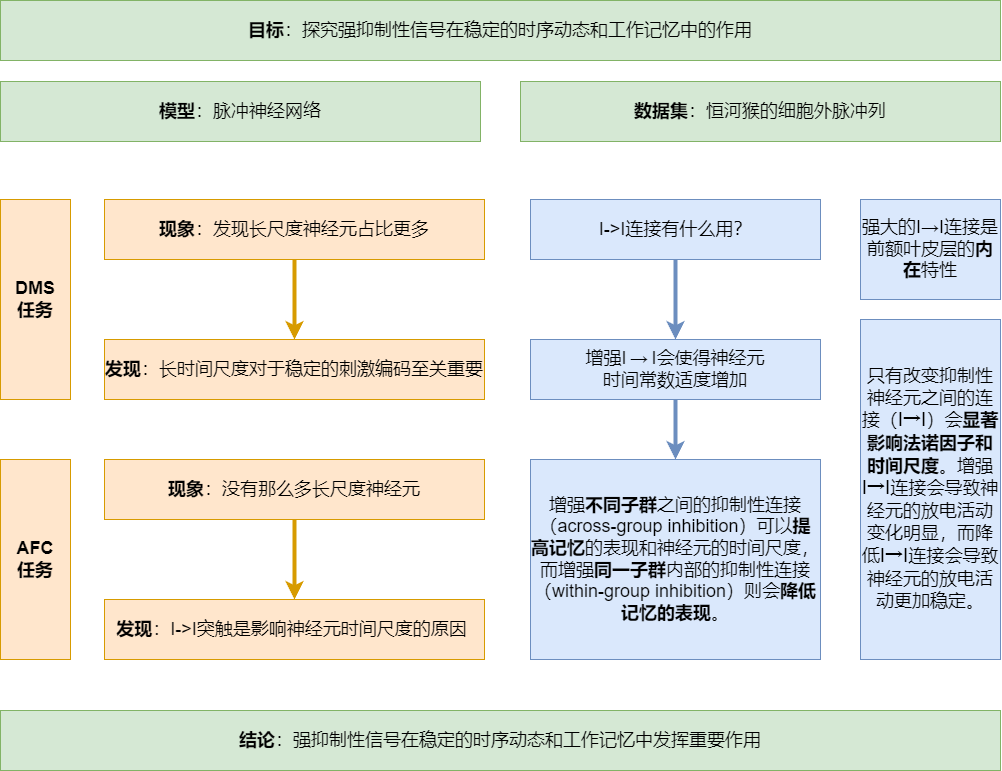 目标：探究强抑制性信号在稳定的时序动态和工作记忆中的作用
模型：脉冲神经网络
数据集：恒河猴的细胞外脉冲列
DMS
任务
现象：发现长尺度神经元占比更多
发现：长时间尺度对于稳定的刺激编码至关重要
AFC
任务
现象：没有那么多长尺度神经元
发现：I->I突触是影响神经元时间尺度的原因
I->I连接有什么用？
增强I → I会使得神经元
时间常数适度增加
增强不同子群之间的抑制性连接
（across-group inhibition）可以提
高记忆的表现和神经元的时间尺度，
而增强同一子群内部的抑制性连接
（within-group inhibition）则会降低
记忆的表现。
强大的I→I连接是
前额叶皮层的内
在特性
只有改变抑制性
神经元之间的连
接（I→I）会显著
影响法诺因子和
时间尺度。增强
I→I连接会导致神
经元的放电活动
变化明显，而降
低I→I连接会导致
神经元的放电活
动更加稳定。
结论：强抑制性信号在稳定的时序动态和工作记忆中发挥重要作用